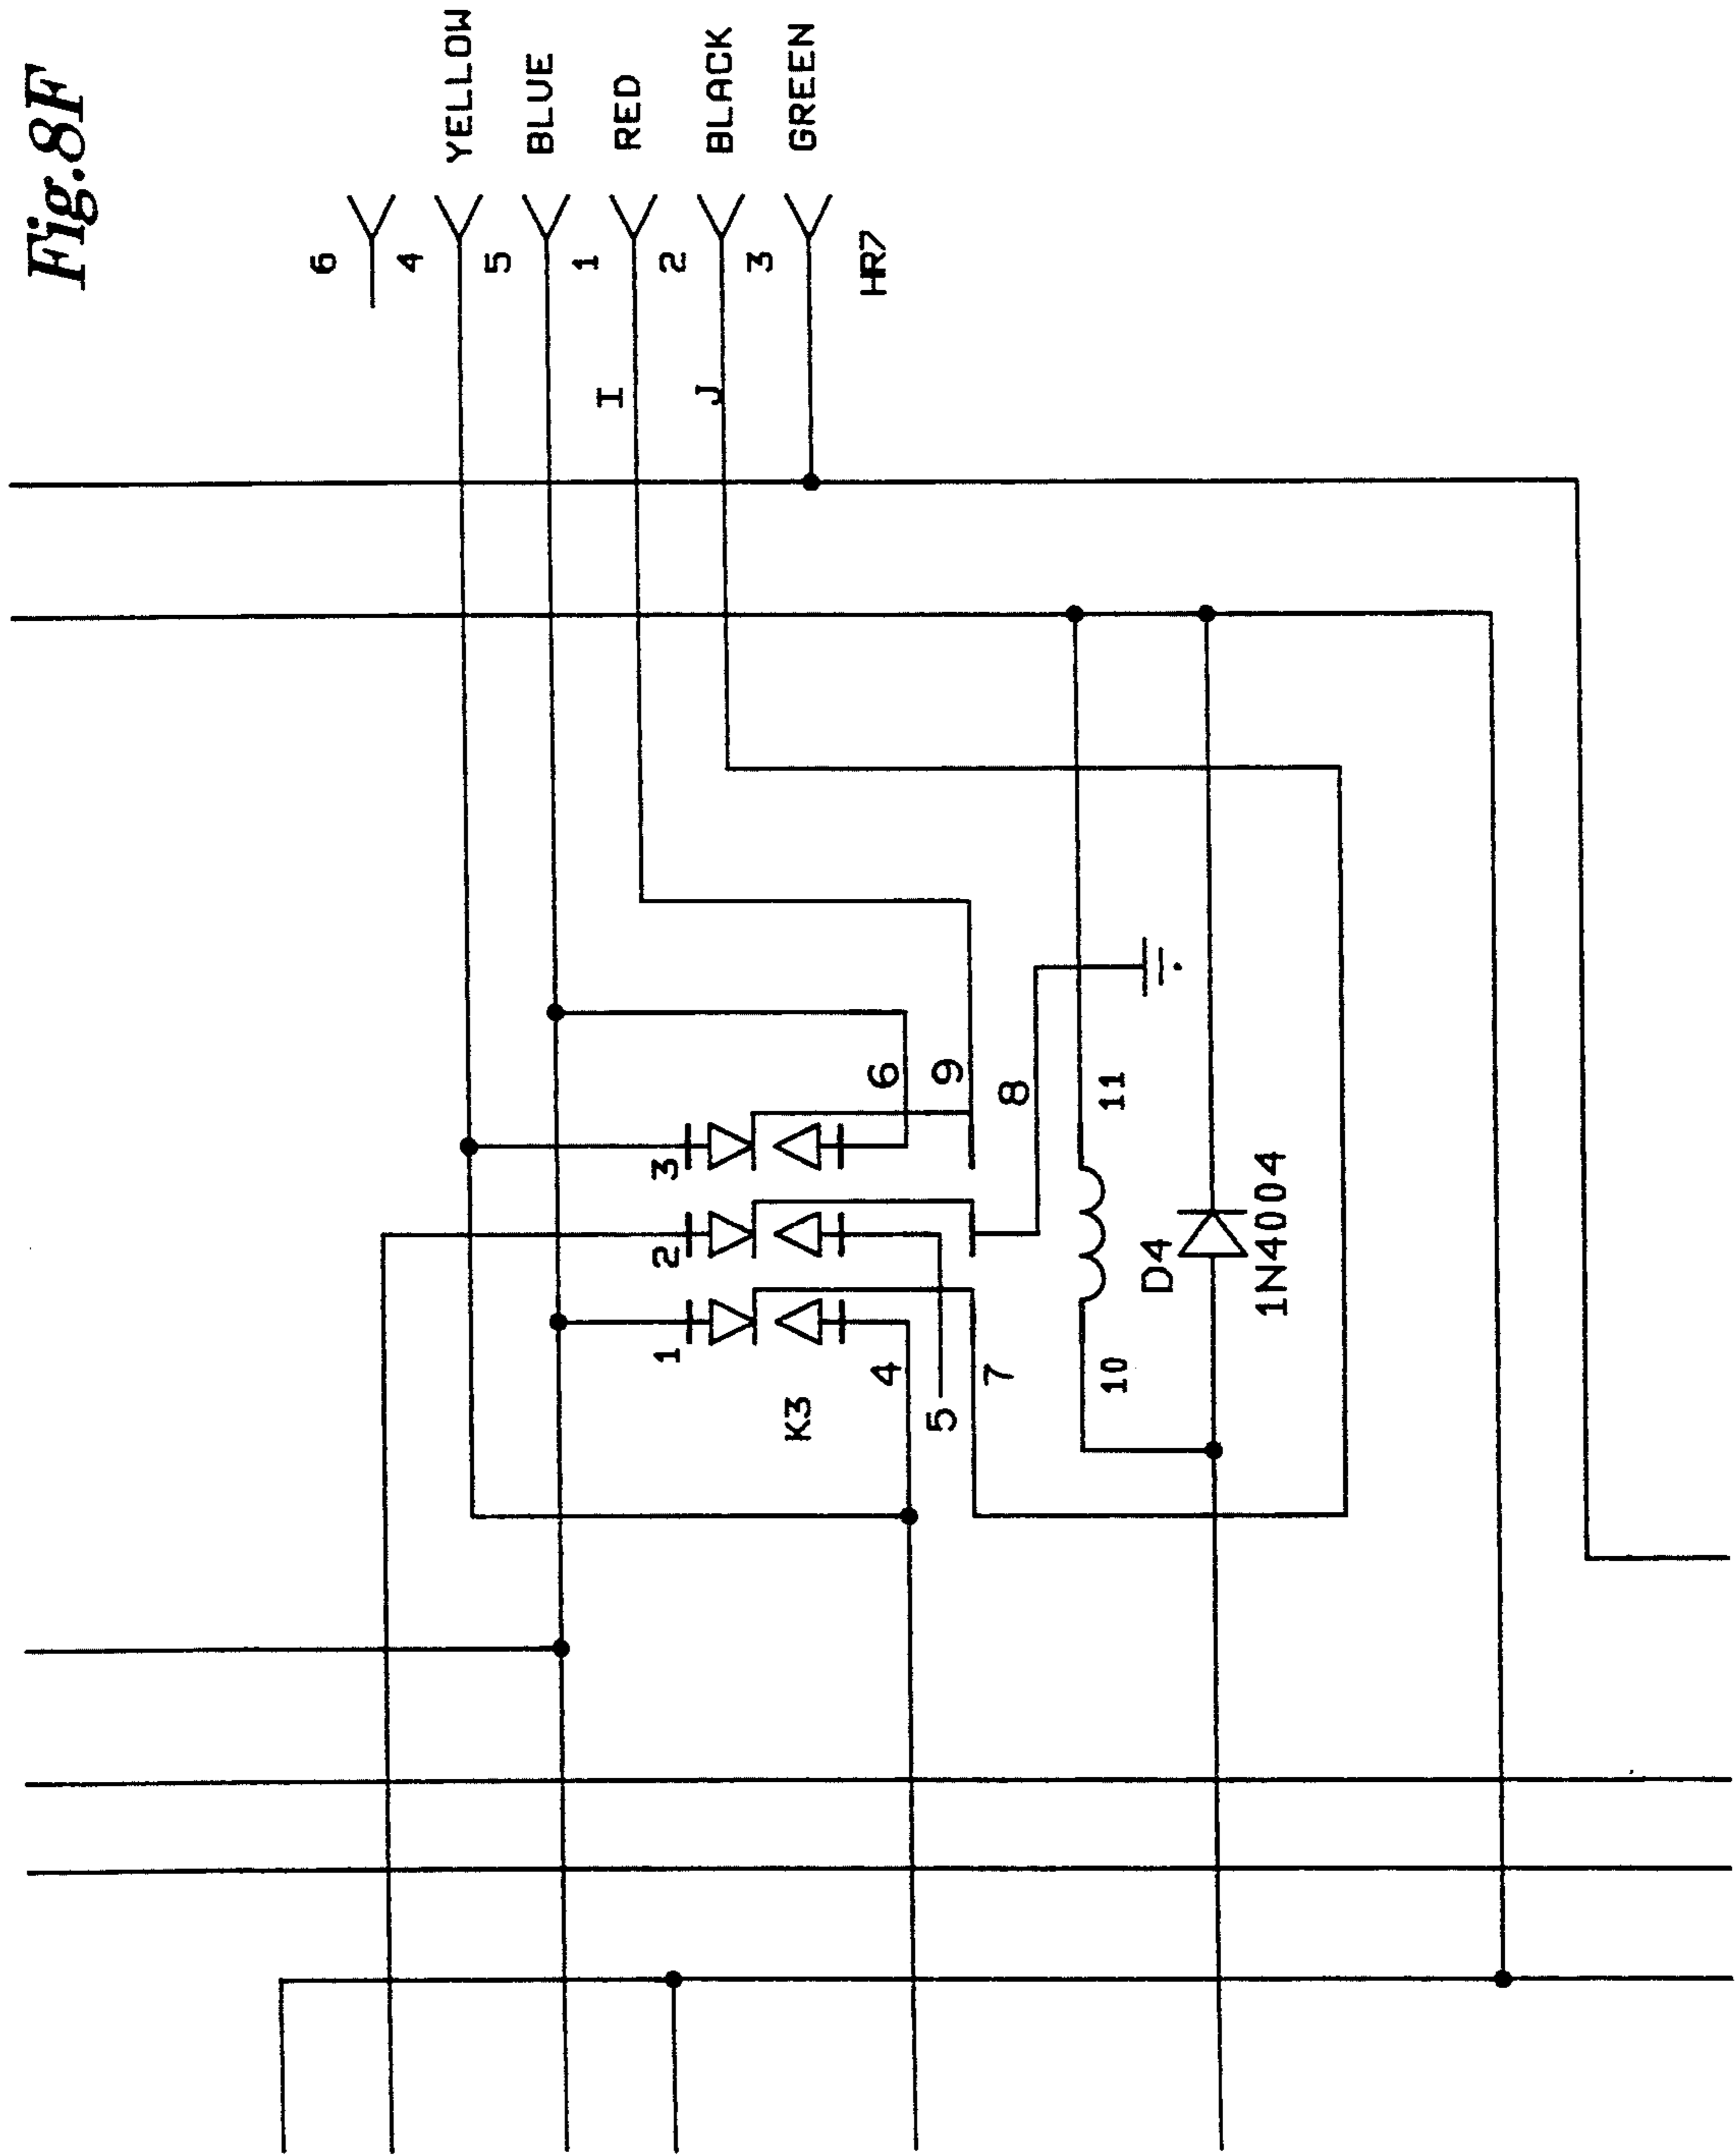 Fig.8F
6
4 YELLOW
5 BLUE
1 RED
2 BLACK
3 GREEN
HR7
I
J
3
2
1
6
9
8
4
5
7
K3
11
10
D4
1N4004